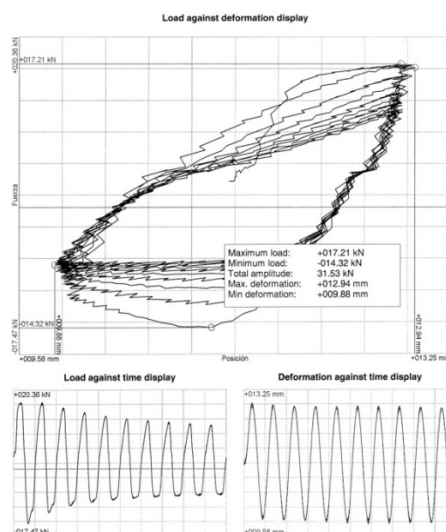 Load against deformation display
+020.36 kN
+017.21 kN
Fuerza
Maximum load: +17.21 kN
Minimum load: -014.32 kN
Total amplitude: 31.53 kN
Max. deformation: +012.94 mm
Min deformation: +009.88 mm
-014.32 kN
-017.47 kN
+009.88 mm
+012.94 mm
+009.58 mm
Posición
+013.25 mm
Load against time display
Deformation against time display
+020.36 kN
+013.25 mm
-017.47 kN
+009.58 mm